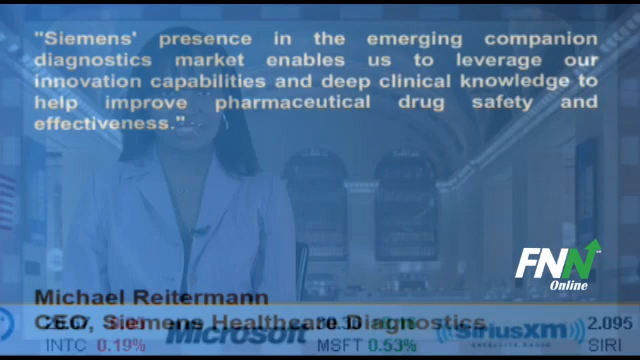 "Siemens' presence in the emerging companion
diagnostics market enables us to leverage our
innovation capabilities and deep clinical knowledge to
help improve pharmaceutical drug safety and
effectiveness."
FNN
Online
Michael Reitermann
CEO, Siemens Healthcare Diagnostics
Microsoft
SiriusXM
SATELLITE RADIO
2.095
INTC 0.19%
MSFT 0.53%
SIRI